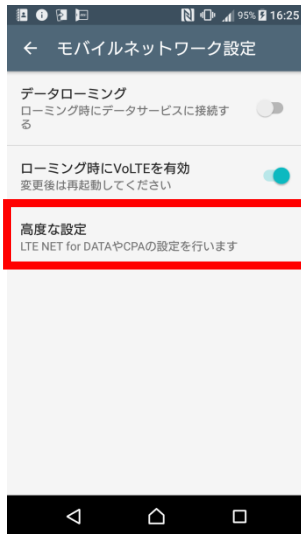 95% 16:25
モバイルネットワーク設定
データローミング
ローミング時にデータサービスに接続す
る
ローミング時にVoLTEを有効
変更後は再起動してください
高度な設定
LTE NET for DATAやCPAの設定を行います